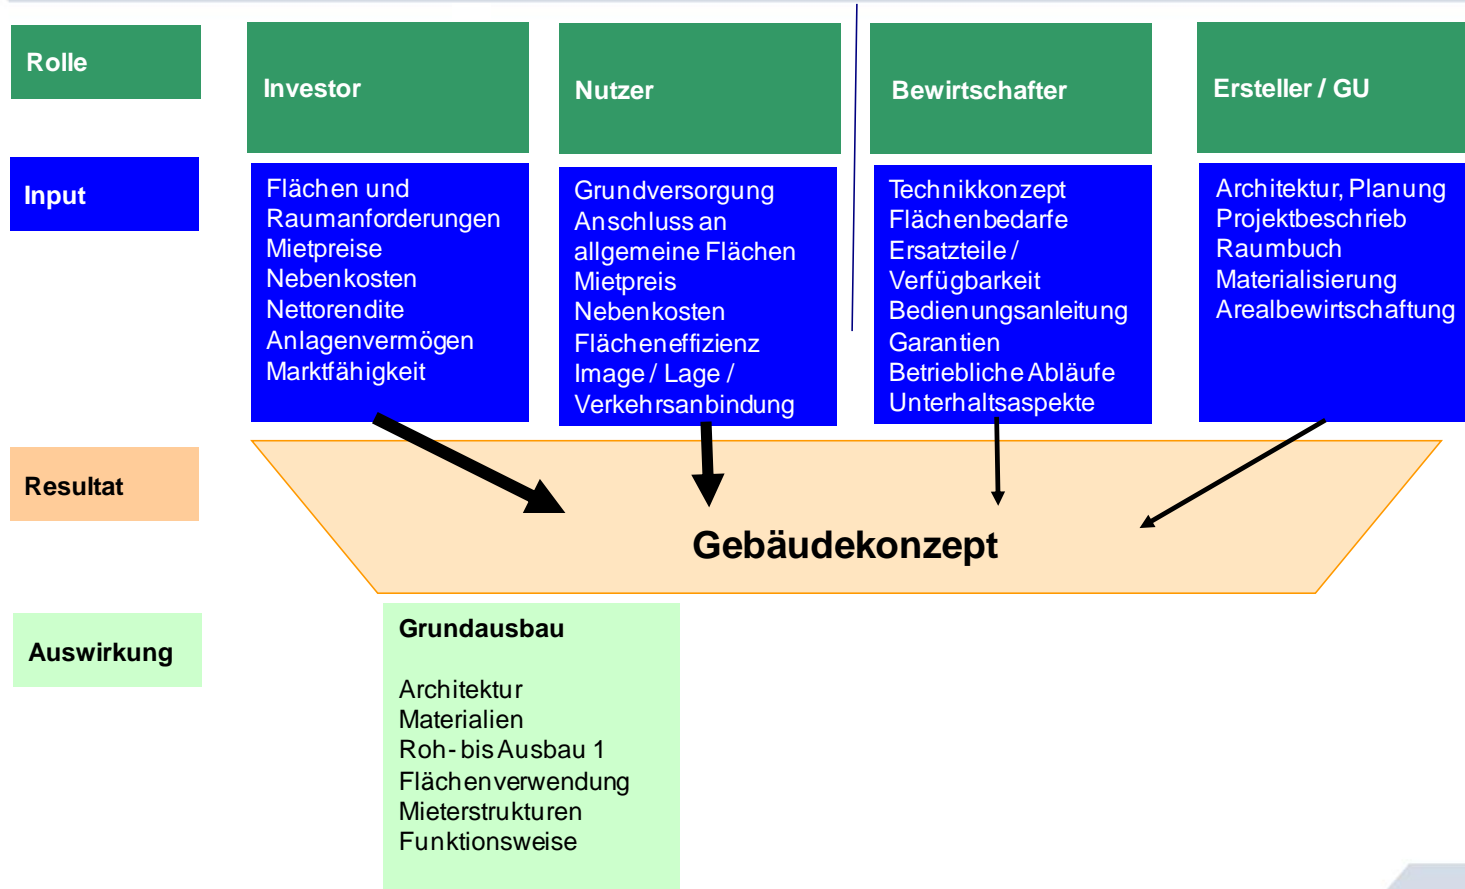 Rolle
Investor
Nutzer
Bewirtschafter
Ersteller / GU
Input
Flächen und
Raumanforderungen
Mietpreise
Nebenkosten
Nettorendite
Anlagenvermögen
Marktfähigkeit
Grundversorgung
Anschluss an
allgemeine Flächen
Mietpreis
Nebenkosten
Flächeneffizienz
Image / Lage /
Verkehrsanbindung
Technikkonzept
Flächenbedarfe
Ersatzteile /
Verfügbarkeit
Bedienungsanleitung
Garantien
Betriebliche Abläufe
Unterhaltsaspekte
Architektur, Planung
Projektbeschrieb
Raumbuch
Materialisierung
Arealbewirtschaftung
Resultat
Gebäudekonzept
Auswirkung
Grundausbau
Architektur
Materialien
Roh- bis Ausbau 1
Flächenverwendung
Mieterstrukturen
Funktionsweise